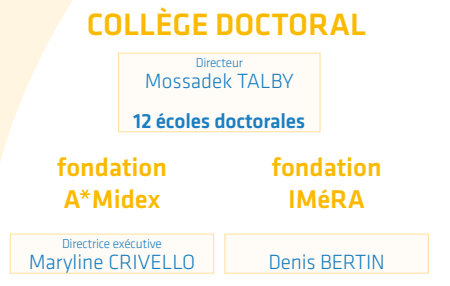 COLLÈGE DOCTORAL
Directeur
Mossadek TALBY
12 écoles doctorales
fondation
A*Midex
Directrice exécutive
Maryline CRIVELLO
fondation
IMéRA
Denis BERTIN